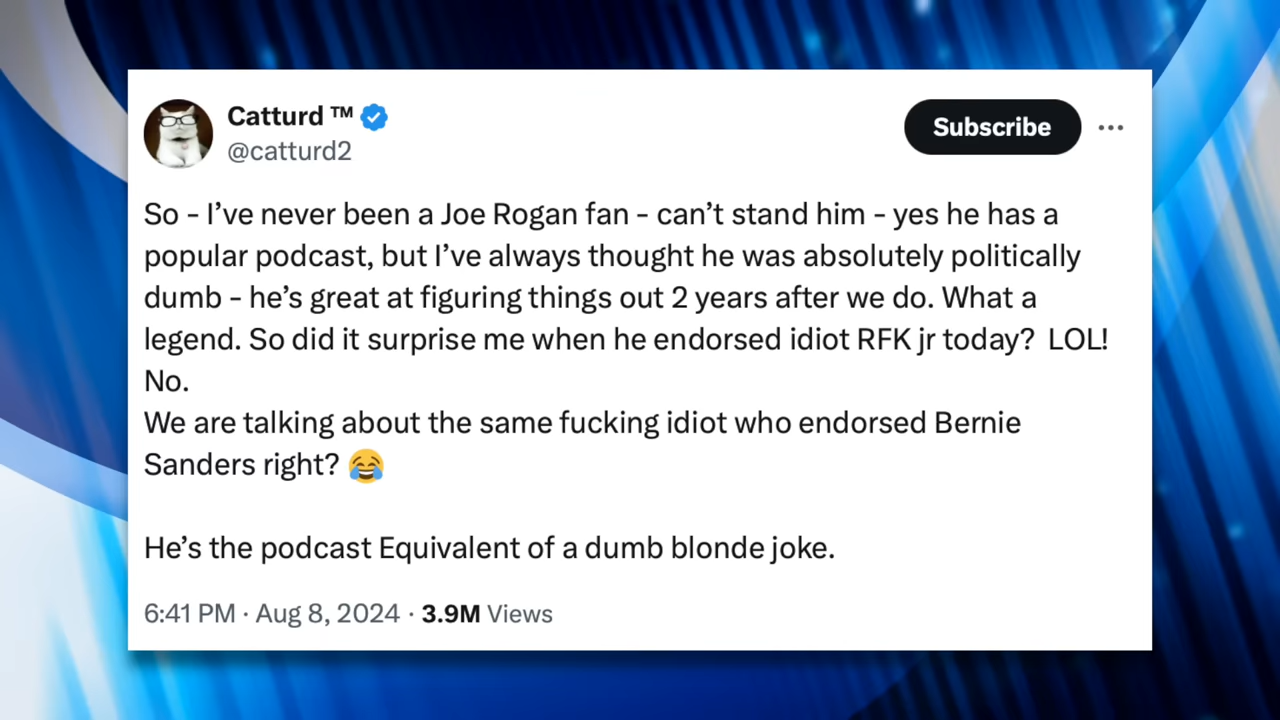 Catturd ™
@catturd2
Subscribe
So - I’ve never been a Joe Rogan fan - can’t stand him - yes he has a
popular podcast, but I’ve always thought he was absolutely politically
dumb - he’s great at figuring things out 2 years after we do. What a
legend. So did it surprise me when he endorsed idiot RFK jr today?  LOL!
No.
We are talking about the same fucking idiot who endorsed Bernie
Sanders right? 😂
He’s the podcast Equivalent of a dumb blonde joke.
6:41 PM · Aug 8, 2024 · 3.9M Views